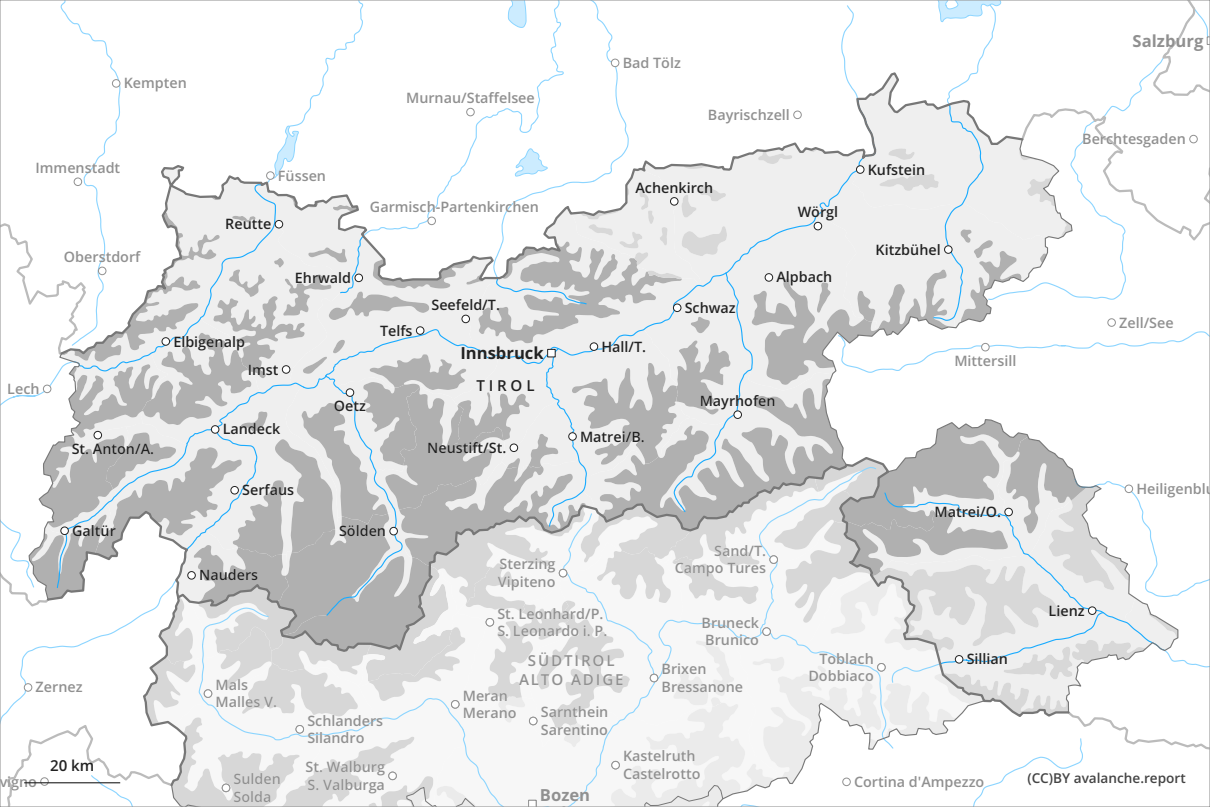 Salzburg
Bad Tölz
Kempten
Murnau/Staffelsee
Bayrischzell
Berchtesgaden
Immenstadt
Füssen
Kufstein
Achenkirch
Garmisch-Partenkirchen
Wörgl
Reutte
Kitzbühel
Oberstdorf
Ehrwald
Alpbach
Seefeld/T.
Schwaz
Zell/See
Telfs
Elbigenalp
Innsbruck
Hall/T.
Mittersill
Imst
TIROL
Lech
Oetz
Mayrhofen
Landeck
Matrei/B.
St. Anton/A.
Neustift/St.
Serfaus
Heiligenblu
Matrei/O.
Galtür
Sölden
Sand/T.
Campo Tures
Sterzing
Vipiteno
Nauders
St. Leonhard/P.
S. Leonardo i. P.
Lienz
Bruneck
Brunico
SÜDTIROL
ALTO ADIGE
Toblach
Dobbiaco
Sillian
Brixen
Bressanone
Zernez
Mals
Malles V.
Meran
Merano
Sarnthein
Sarentino
Schlanders
Silandro
Kastelruth
Castelrotto
St. Walburg
S. Valburga
20 km
vigno
Sulden
Solda
Cortina d'Ampezzo
(CC)BY avalanche.report
Bozen